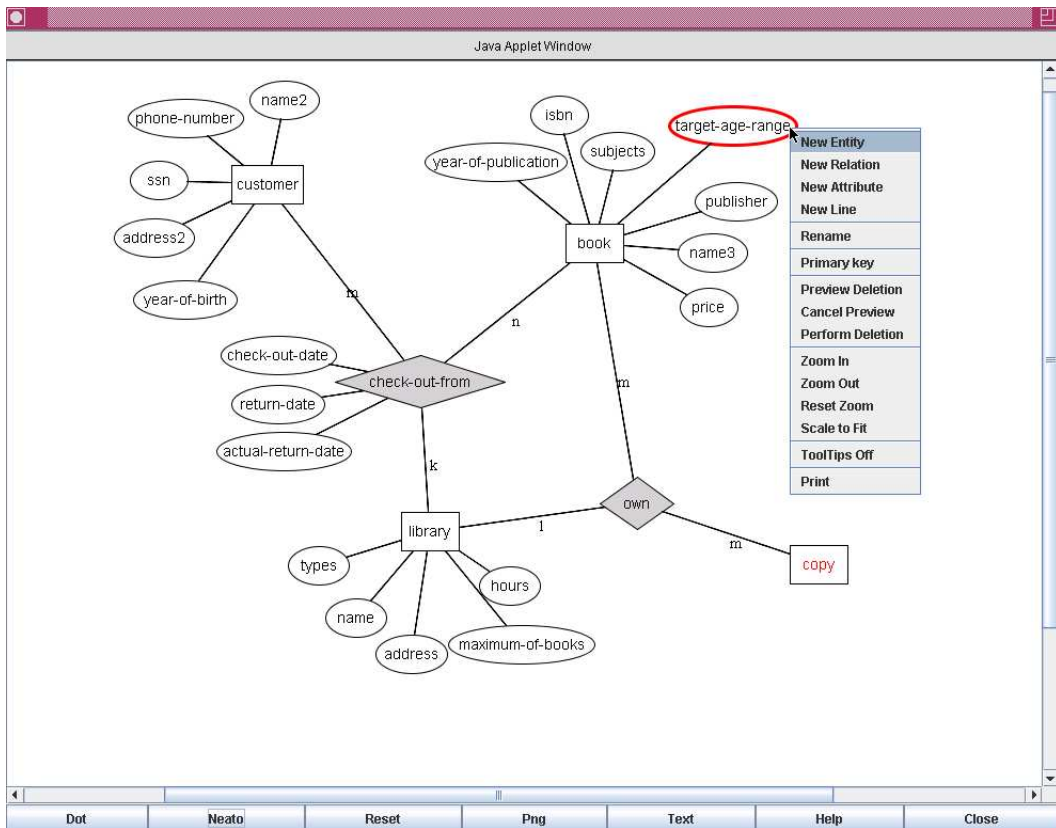 Java Applet Window
name2
phone-number
ssn
customer
address2
year-of-birth
isbn
target-age-range
year-of-publication
subjects
publisher
book
name3
price
m
n
m
check-out-date
check-out-from
return-date
actual-return-date
k
own
library
l
m
copy
types
hours
name
maximum-of-books
address
New Entity
New Relation
New Attribute
New Line
Rename
Primary key
Preview Deletion
Cancel Preview
Perform Deletion
Zoom In
Zoom Out
Reset Zoom
Scale to Fit
ToolTips Off
Print
Dot Neato Reset Png Text Help Close